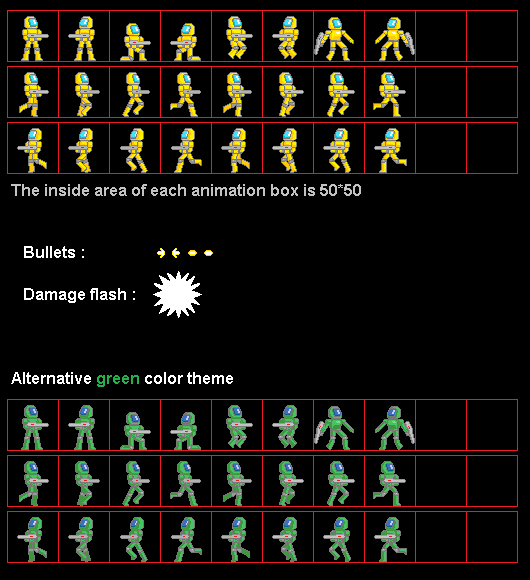 The inside area of each animation box is 50*50
Bullets :
Damage flash :
Alternative green color theme